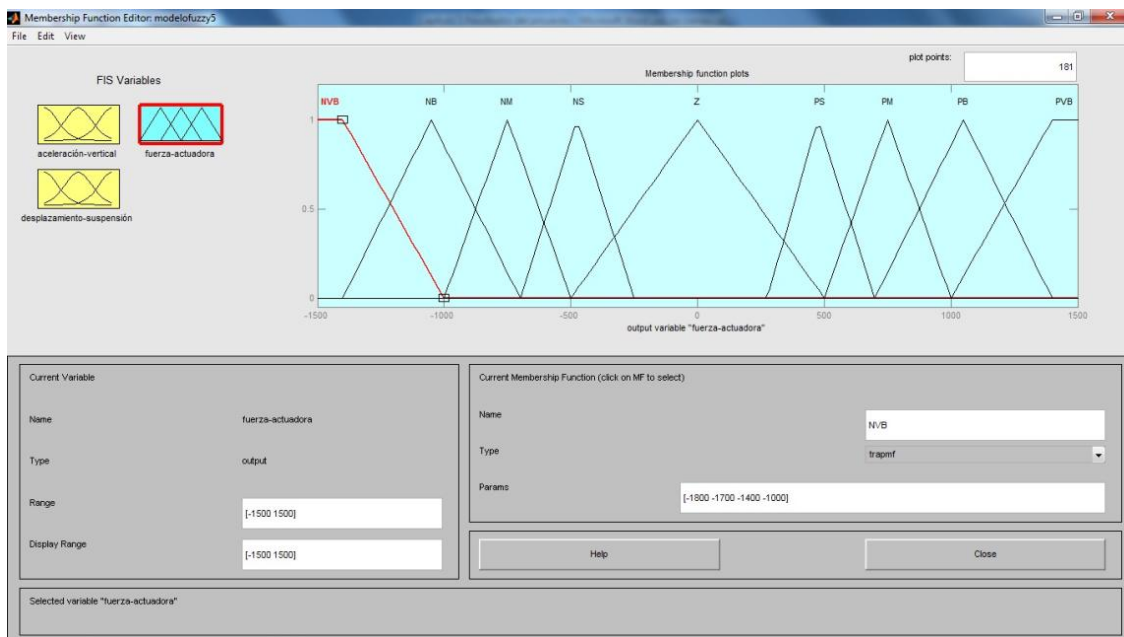 Membership Function Editor: modelofuzzy5
File Edit View
FIS Variables
aceleración-vertical
fuerza-actuadora
desplazamiento-suspensión
plot points:
181
Membership function plots
NVB NB NM NS Z PS PM PB PVB
1
0.5
0
-1500 -1000 -500 0 500 1000 1500
output variable "fuerza-actuadora"
Current Variable
Name fuerza-actuadora
Type output
Range [-1500 1500]
Display Range [-1500 1500]
Current Membership Function (click on MF to select)
Name NVB
Type trapmf
Params [-1800 -1700 -1400 -1000]
Help Close
Selected variable "fuerza-actuadora"